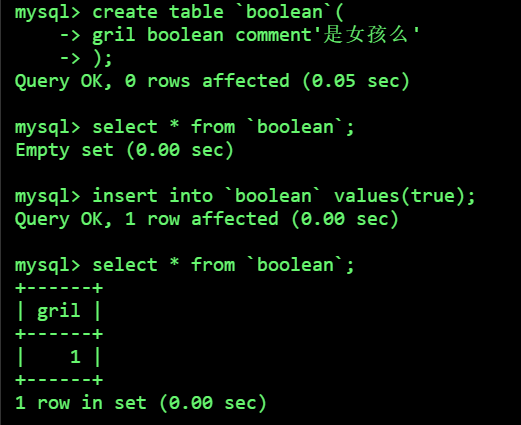 mysql> create table `boolean`(
    -> gril boolean comment'是女孩么'
    -> );
Query OK, 0 rows affected (0.05 sec)

mysql> select * from `boolean`;
Empty set (0.00 sec)

mysql> insert into `boolean` values(true);
Query OK, 1 row affected (0.00 sec)

mysql> select * from `boolean`;
+------+
| gril |
+------+
|    1 |
+------+
1 row in set (0.00 sec)